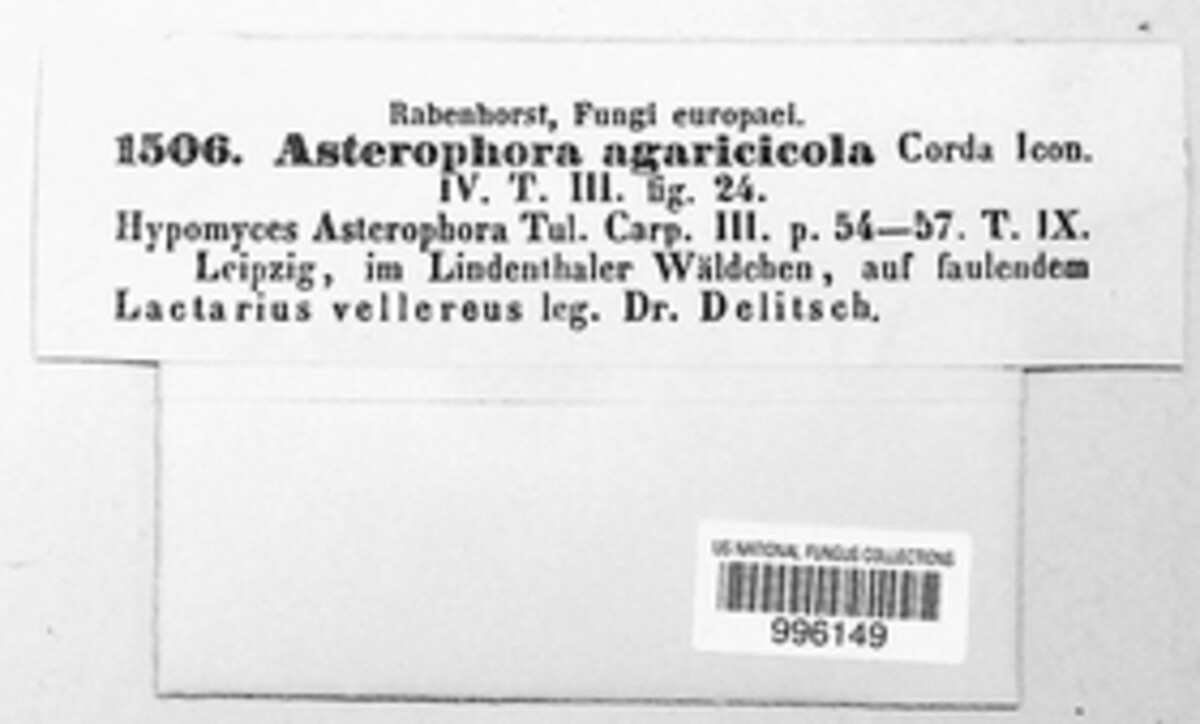 Rabenhorst, Fungi europaei.
1506. Asterophora agaricicola Corda Icon.
IV. T. III. fig. 24.
Hypomyces Asterophora Tul. Carp. III. p. 54—57. T. IX.
Leipzig, im Lindenthaler Wäldchen, auf faulendem
Lactarius vellereus leg. Dr. Delitsch.
US NATIONAL FUNGUS COLLECTIONS
996149